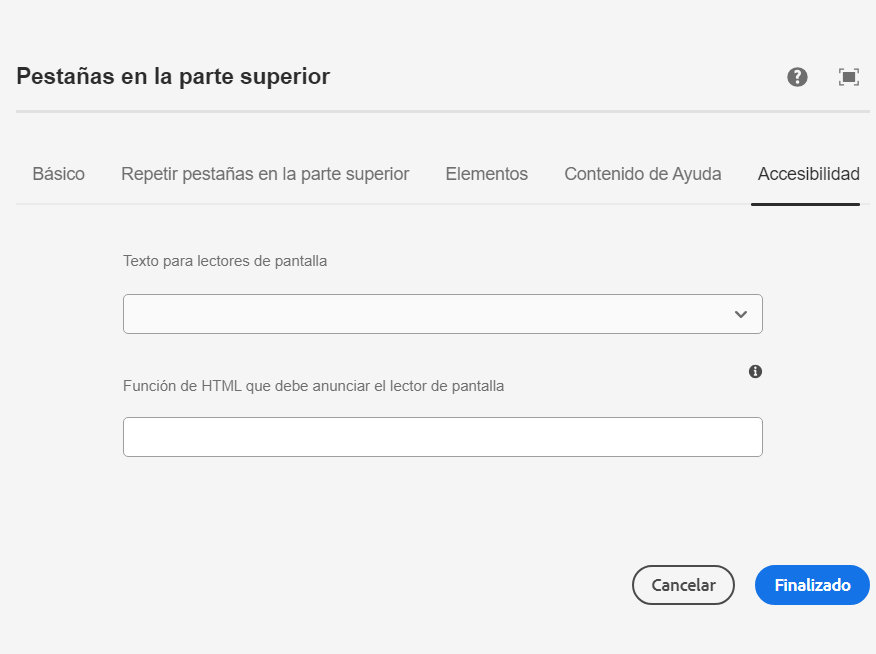 Pestañas en la parte superior
Básico Repetir pestañas en la parte superior Elementos Contenido de Ayuda Accesibilidad
Texto para lectores de pantalla
Función de HTML que debe anunciar el lector de pantalla
Cancelar Finalizado